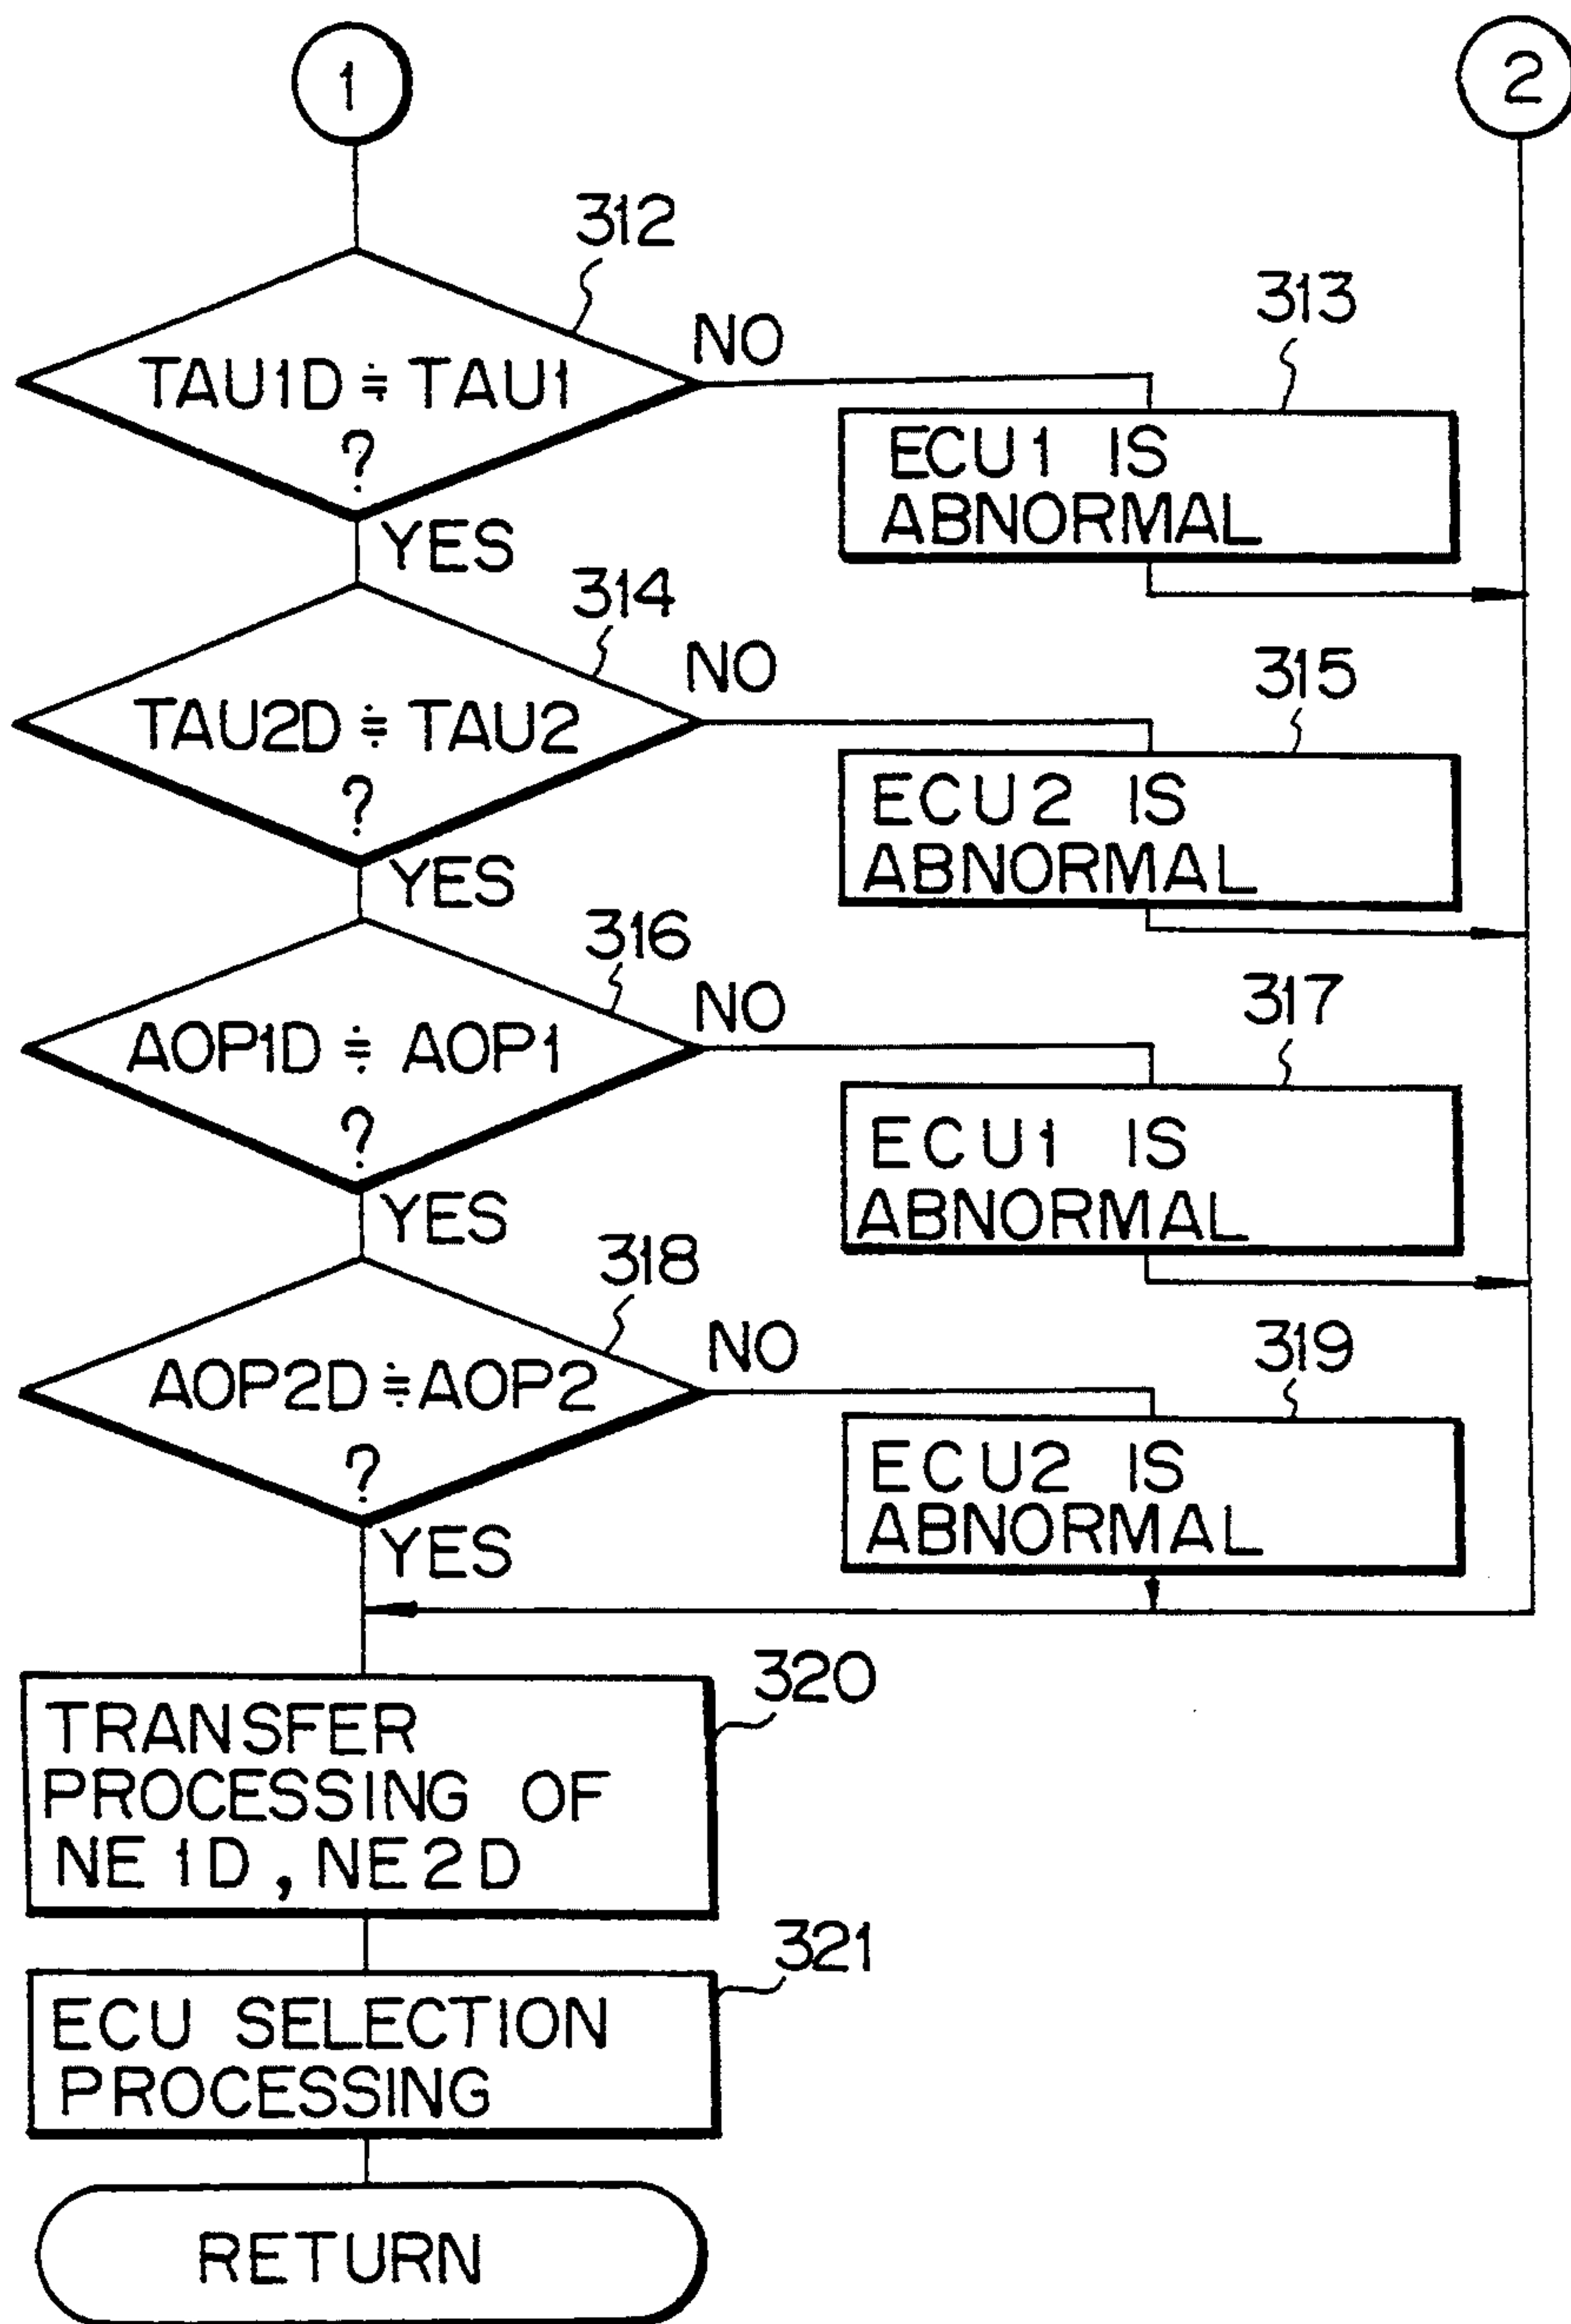 1
2
312
TAU1D ≒ TAU1
?
NO
YES
313
ECU1 IS
ABNORMAL
314
TAU2D ≒ TAU2
?
NO
YES
315
ECU2 IS
ABNORMAL
316
AOP1D ≒ AOP1
?
NO
YES
317
ECU1 IS
ABNORMAL
318
AOP2D ≒ AOP2
?
NO
YES
319
ECU2 IS
ABNORMAL
320
TRANSFER
PROCESSING OF
NE1D, NE2D
321
ECU SELECTION
PROCESSING
RETURN